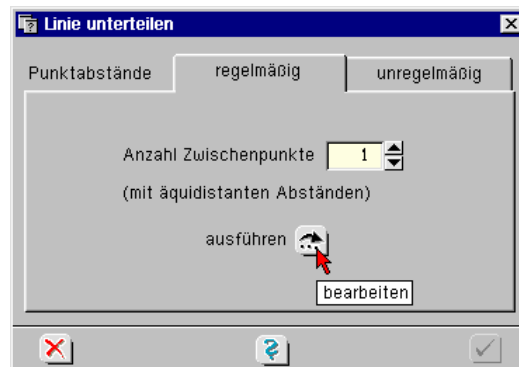 Linie unterteilen
Punktabstände regelmäßig unregelmäßig
Anzahl Zwischenpunkte 1
(mit äquidistanten Abständen)
ausführen
bearbeiten